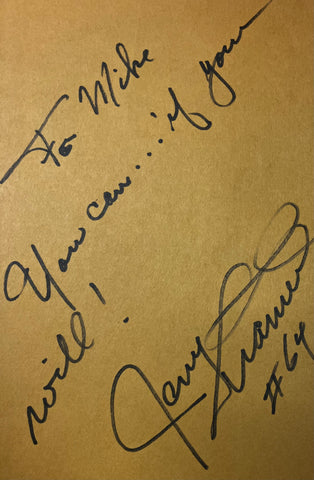 To Mike
You can...if you
will!
Jerry Kramer
#64